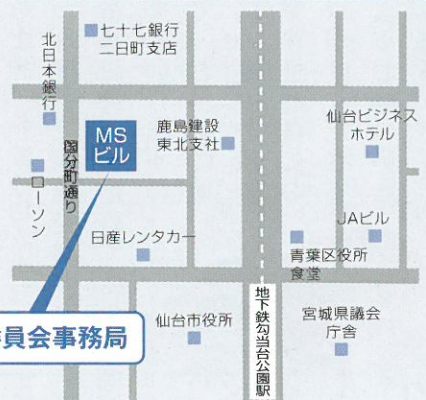 七十七銀行
二日町支店
北日本銀行
MS
ビル
鹿島建設
東北支社
仙台ビジネス
ホテル
国分町通り
ローソン
日産レンタカー
JAビル
青葉区役所
食堂
員会事務局
仙台市役所
地下鉄勾当台公園駅
宮城県議会
庁舎